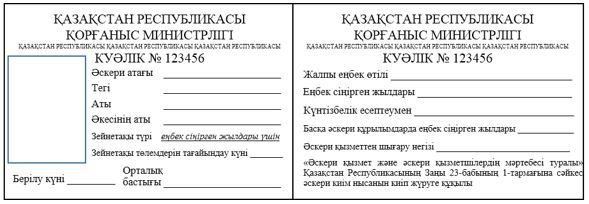 ҚАЗАҚСТАН РЕСПУБЛИКАСЫ
ҚОРҒАНЫС МИНИСТРЛІГІ
ҚАЗАҚСТАН РЕСПУБЛИКАСЫ ҚАЗАҚСТАН РЕСПУБЛИКАСЫ ҚАЗАҚСТАН РЕСПУБЛИКАСЫ
КУӘЛІК № 123456
Әскери атағы
Тегі
Аты
Әкесінің аты
Зейнетақы түрі еңбек сіңірген жылдары үшін
Зейнетақы төлемдерін тағайындау күні
Берілу күні
Орталық
бастығы
ҚАЗАҚСТАН РЕСПУБЛИКАСЫ
ҚОРҒАНЫС МИНИСТРЛІГІ
ҚАЗАҚСТАН РЕСПУБЛИКАСЫ ҚАЗАҚСТАН РЕСПУБЛИКАСЫ ҚАЗАҚСТАН РЕСПУБЛИКАСЫ
КУӘЛІК № 123456
Жалпы еңбек өтілі
Еңбек сіңірген жылдары
Күнтізбелік есептеумен
Басқа әскери құрылымдарда еңбек сіңірген жылдары
Әскери қызметтен шығару негізі
«Әскери қызмет және әскери қызметшілердің мәртебесі туралы»
Қазақстан Республикасының Заңы 23-бабының 1-тармағына сәйкес
әскери киім нысанын киіп жүруге құқылы